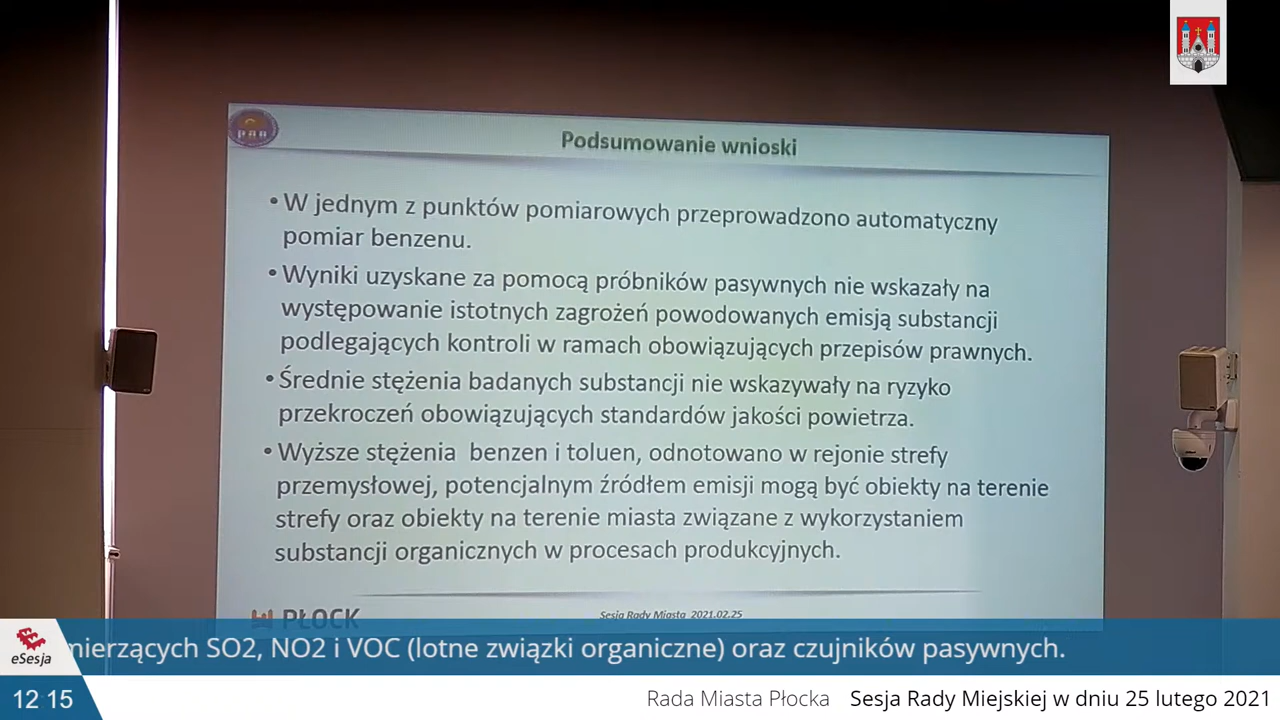 PAN
Podsumowanie wnioski
• W jednym z punktów pomiarowych przeprowadzono automatyczny
pomiar benzenu.
• Wyniki uzyskane za pomocą próbników pasywnych nie wskazały na
występowanie istotnych zagrożeń powodowanych emisją substancji
podlegających kontroli w ramach obowiązujących przepisów prawnych.
• Średnie stężenia badanych substancji nie wskazywały na ryzyko
przekroczeń obowiązujących standardów jakości powietrza.
• Wyższe stężenia benzen i toluen, odnotowano w rejonie strefy
przemysłowej, potencjalnym źródłem emisji mogą być obiekty na terenie
strefy oraz obiekty na terenie miasta związane z wykorzystaniem
substancji organicznych w procesach produkcyjnych.
PŁOCK
Sesja Rady Miasta 2021.02.25
mierzących SO2, NO2 i VOC (lotne związki organiczne) oraz czujników pasywnych.
eSesja
12:15
Rada Miasta Płocka Sesja Rady Miejskiej w dniu 25 lutego 2021